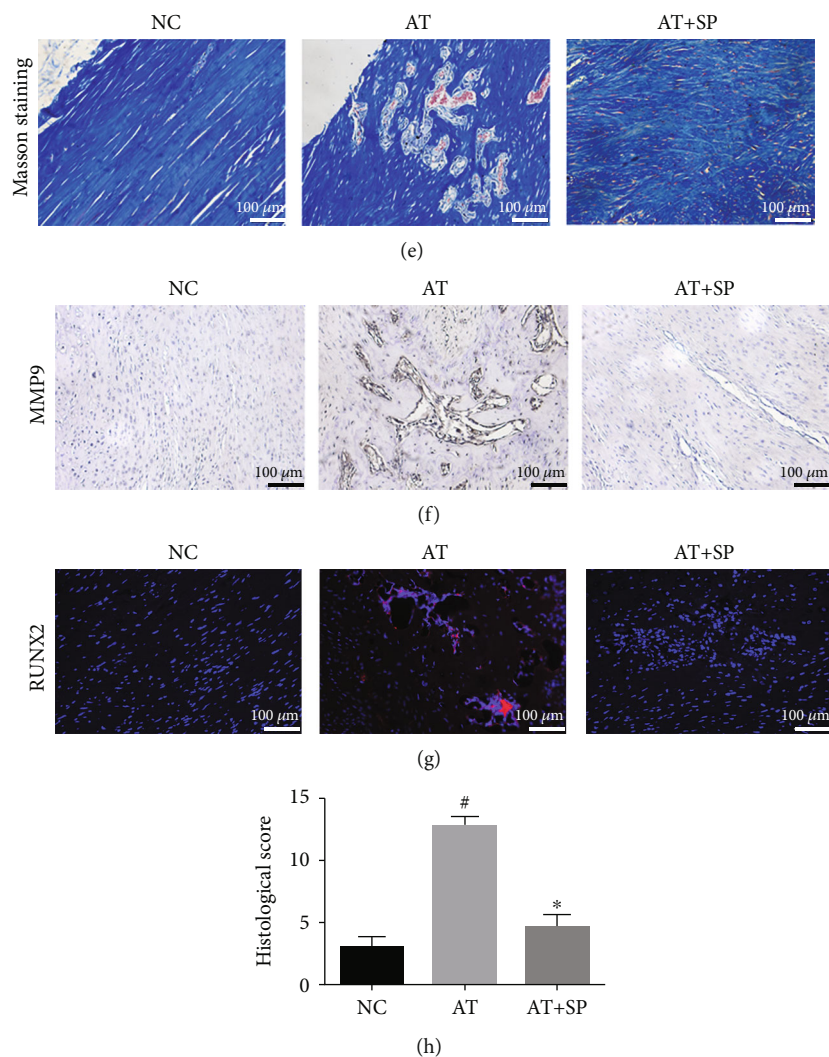 NC AT AT+SP
Masson staining
100 μm 100 μm 100 μm
(e)
NC AT AT+SP
MMP9
100 μm 100 μm 100 μm
(f)
NC AT AT+SP
RUNX2
100 μm 100 μm 100 μm
(g)
15
10
5
0
Histological score
#
*
NC AT AT+SP
(h)